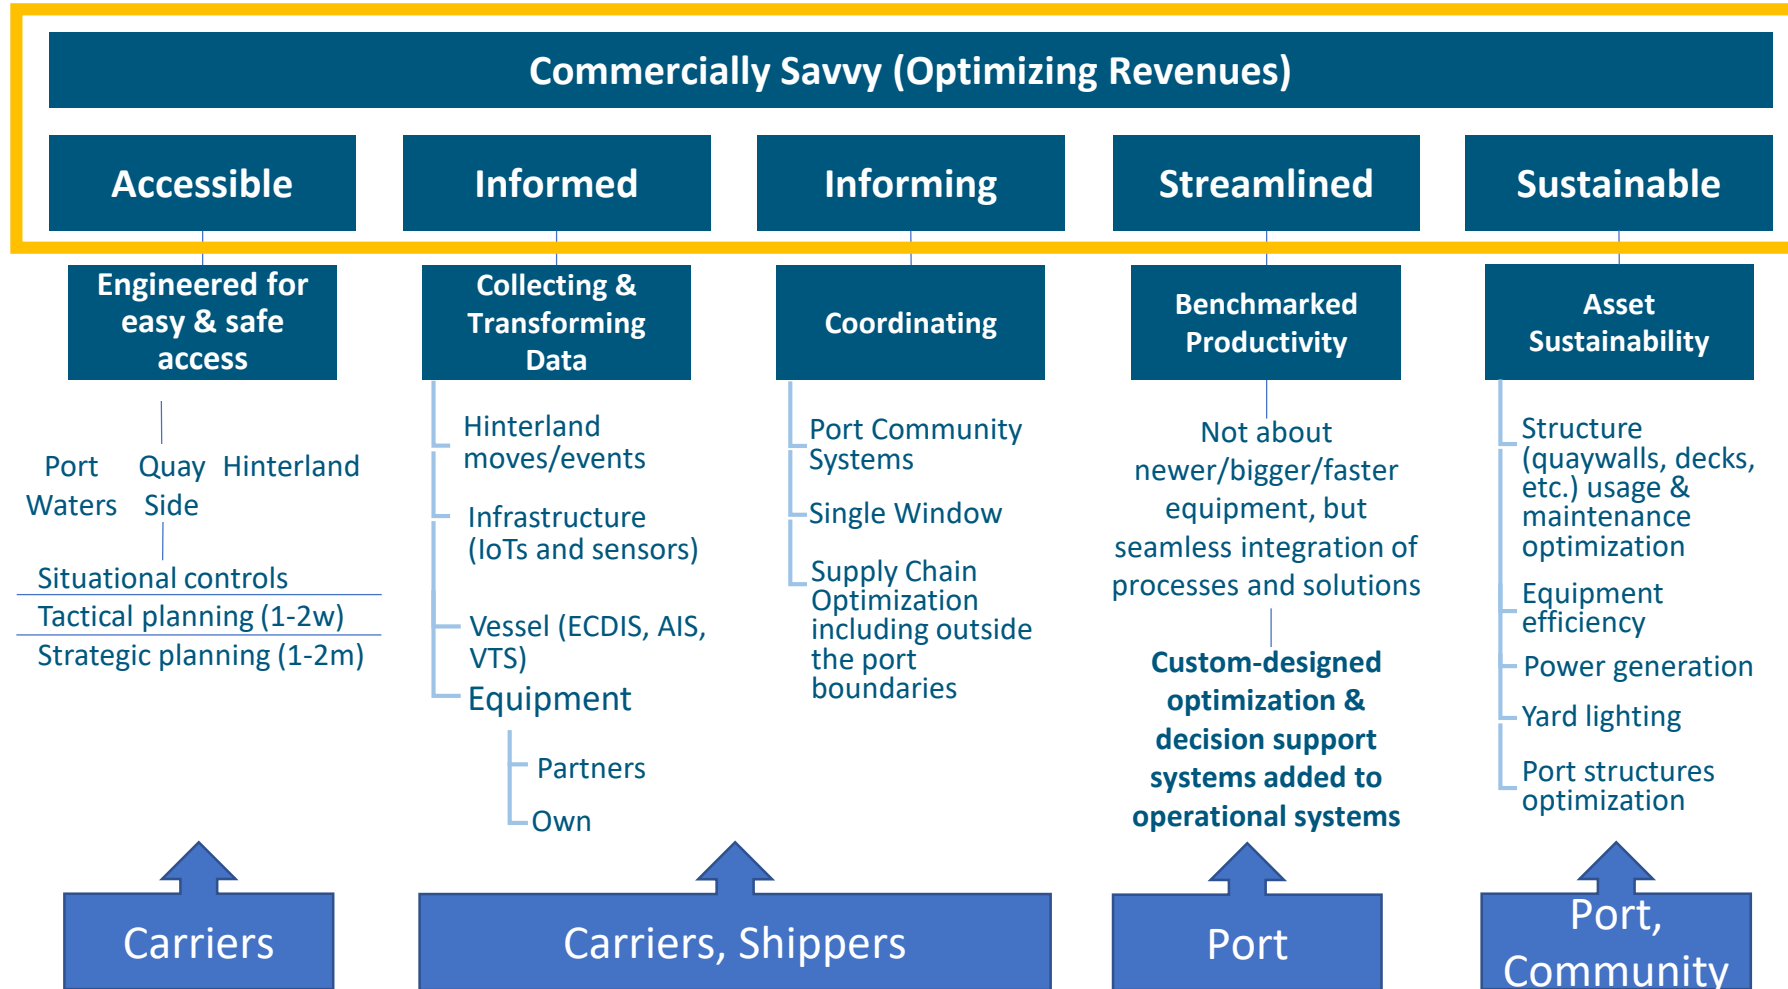 Commercially Savvy (Optimizing Revenues)
Accessible
Informed
Informing
Streamlined
Sustainable
Engineered for
easy & safe
access
Collecting &
Transforming
Data
Coordinating
Benchmarked
Productivity
Asset
Sustainability
Port
Waters
Quay
Side
Hinterland
Situational controls
Tactical planning (1-2w)
Strategic planning (1-2m)
Hinterland
moves/events
Infrastructure
(IoTs and sensors)
Vessel (ECDIS, AIS,
VTS)
Equipment
Partners
Own
Port Community
Systems
Single Window
Supply Chain
Optimization
including outside
the port
boundaries
Not about
newer/bigger/faster
equipment, but
seamless integration of
processes and solutions
Custom-designed
optimization &
decision support
systems added to
operational systems
Structure
(quaywalls, decks,
etc.) usage &
maintenance
optimization
Equipment
efficiency
Power generation
Yard lighting
Port structures
optimization
Carriers
Carriers, Shippers
Port
Port,
Community